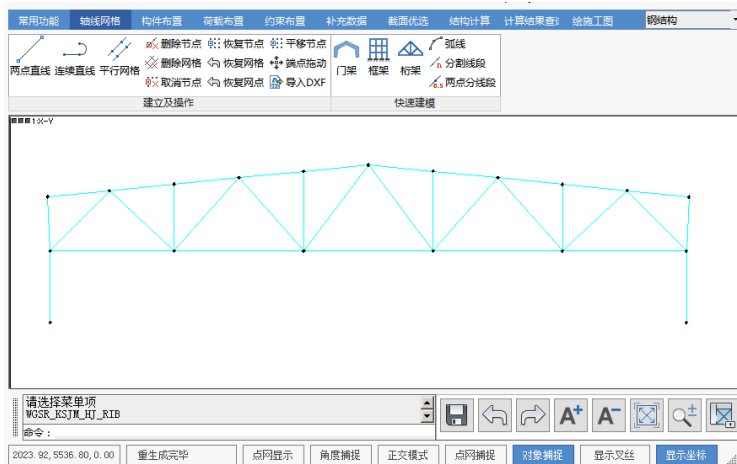 常用功能 轴线网格 构件布置 荷载布置 约束布置 补充数据 截面优选 结构计算 计算结果查 绘施工图 钢结构
两点直线 连续直线 平行网格 删除节点 恢复节点 平移节点
删除网格 恢复网格 端点拖动
取消节点 恢复网点 导入DXF
建立及操作
门架 框架 桁架 弧线
分割线段
两点分线段
快速建模
1:X-Y
请选择菜单项
WGSR_KSJM_HJ_RIB
命令:
A+ A-
2023.92,5536.80,0.00 重生成完毕 点网显示 角度捕捉 正交模式 点网捕捉 对象捕捉 显示叉丝 显示坐标